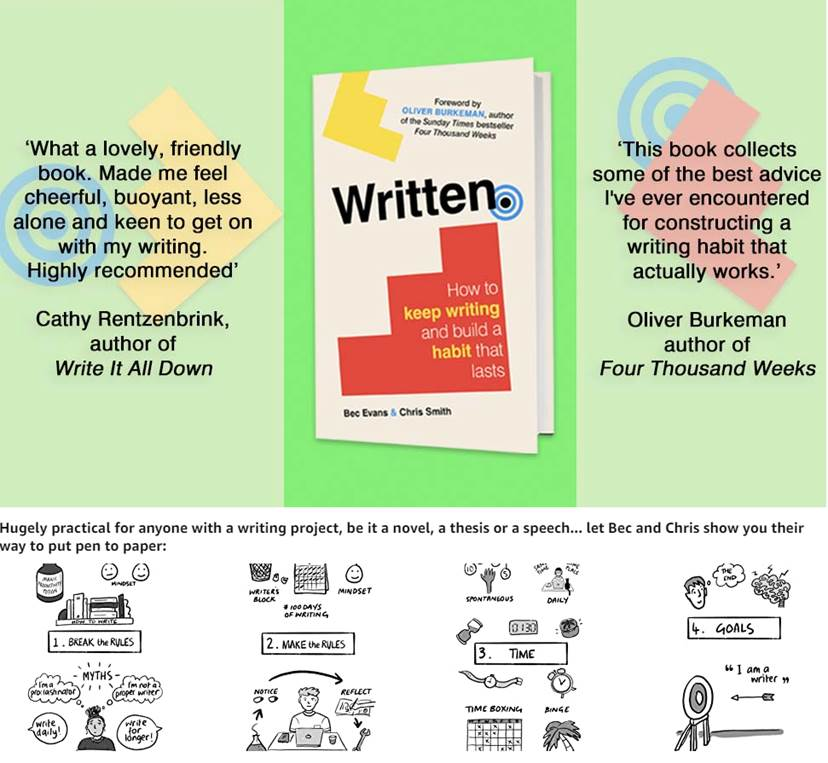 ‘What a lovely, friendly
book. Made me feel
cheerful, buoyant, less
alone and keen to get on
with my writing.
Highly recommended’
Cathy Rentzenbrink,
author of
Write It All Down
Foreword by
OLIVER BURKEMAN, author
of the Sunday Times bestseller
Four Thousand Weeks
Written.
How to
keep writing
and build a
habit that
lasts
Bec Evans & Chris Smith
‘This book collects
some of the best advice
I've ever encountered
for constructing a
writing habit that
actually works.’
Oliver Burkeman
author of
Four Thousand Weeks
Hugely practical for anyone with a writing project, be it a novel, a thesis or a speech... let Bec and Chris show you their
way to put pen to paper:
MAGIC
PRODUCTIVITY
POTION
MINDSET
HOW TO WRITE
1. BREAK the RULES
MYTHS
I'm a
procrastinator
I'm not a
proper writer
write
daily!
write
for
longer!
WRITER'S
BLOCK
MINDSET
#100 DAYS
OF WRITING
2. MAKE the RULES
NOTICE
REFLECT
SPONTANEOUS
DAILY
01:30
3. TIME
TIME BOXING
BINGE
THE
END
4. GOALS
“I am a
writer”